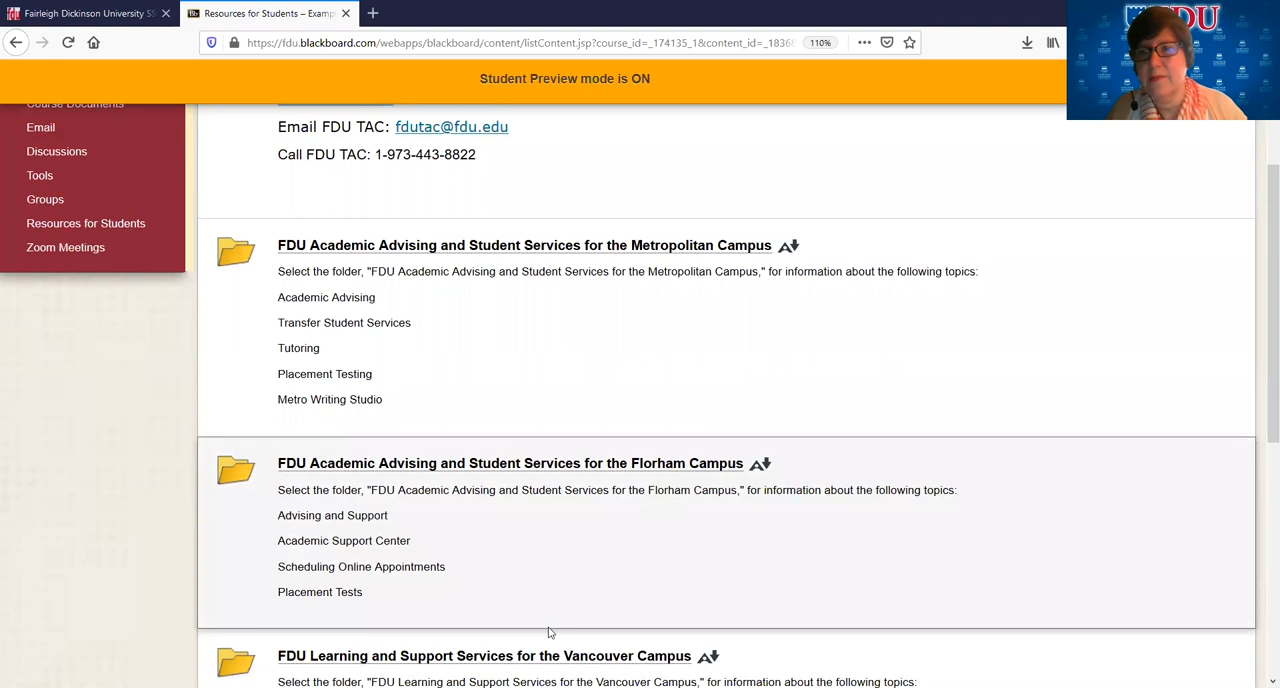 Fairleigh Dickinson University SS
Resources for Students – Examp
https://fdu.blackboard.com/webapps/blackboard/content/listContent.jsp?course_id=_174135_1&content_id=_1836
110%
Student Preview mode is ON
Course Documents
Email
Discussions
Tools
Groups
Resources for Students
Zoom Meetings
Email FDU TAC: fdutac@fdu.edu
Call FDU TAC: 1-973-443-8822
FDU Academic Advising and Student Services for the Metropolitan Campus
Select the folder, "FDU Academic Advising and Student Services for the Metropolitan Campus," for information about the following topics:
Academic Advising
Transfer Student Services
Tutoring
Placement Testing
Metro Writing Studio
FDU Academic Advising and Student Services for the Florham Campus
Select the folder, "FDU Academic Advising and Student Services for the Florham Campus," for information about the following topics:
Advising and Support
Academic Support Center
Scheduling Online Appointments
Placement Tests
FDU Learning and Support Services for the Vancouver Campus
Select the folder, "FDU Learning and Support Services for the Vancouver Campus," for information about the following topics: